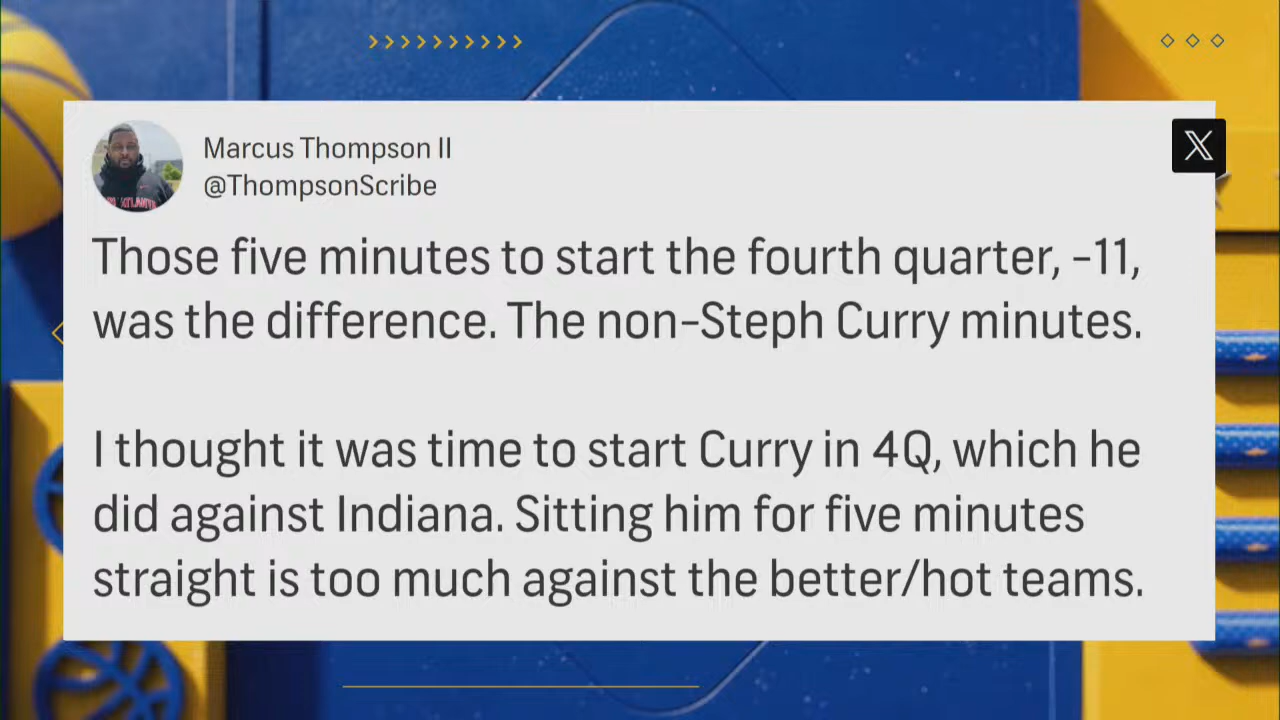 Marcus Thompson II
@ThompsonScribe
Those five minutes to start the fourth quarter, -11,
was the difference. The non-Steph Curry minutes.
I thought it was time to start Curry in 4Q, which he
did against Indiana. Sitting him for five minutes
straight is too much against the better/hot teams.